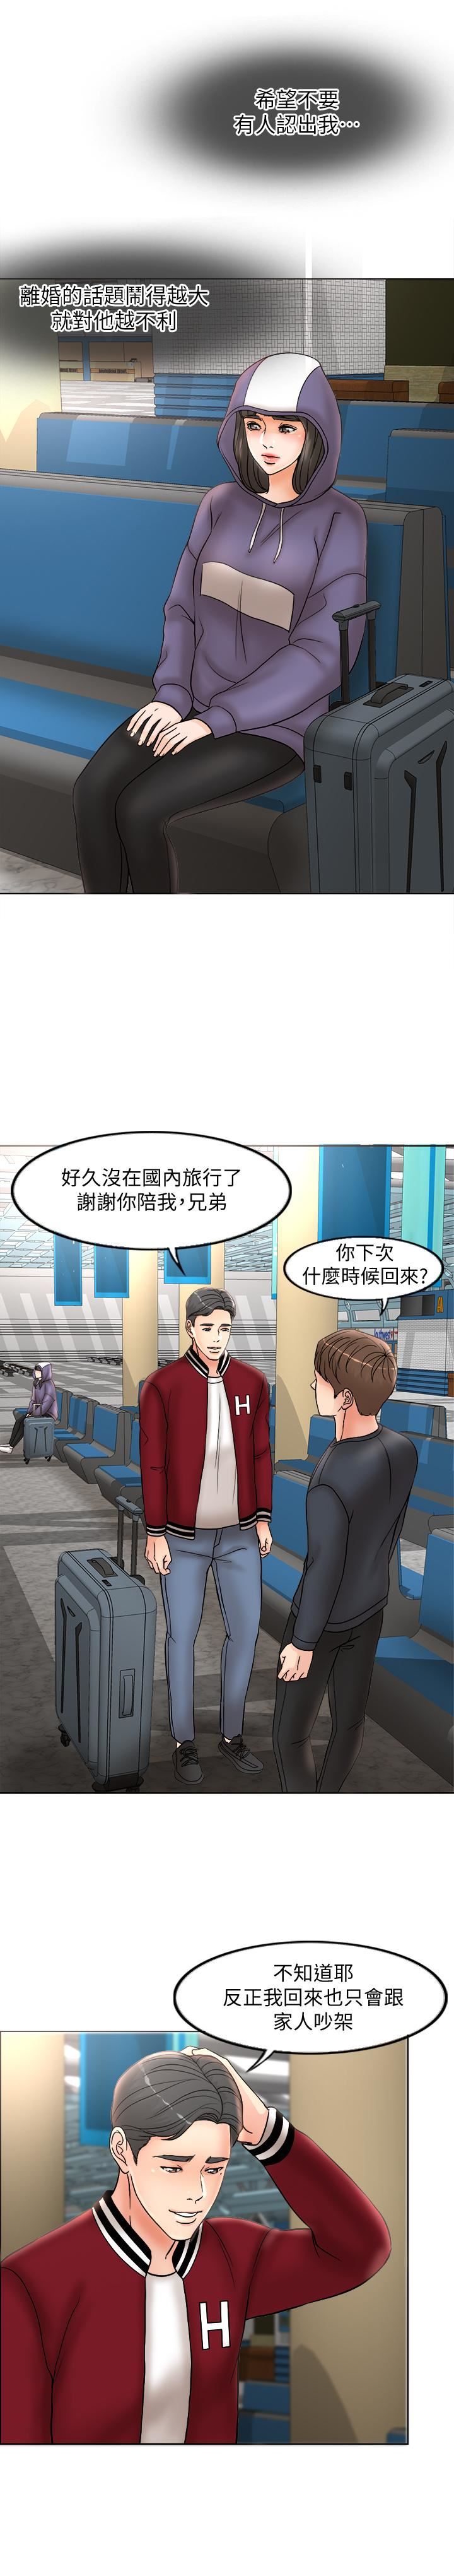 希望不要
有人認出我…
離婚的話題鬧得越大
就對他越不利
好久沒在國內旅行了
謝謝你陪我,兄弟
你下次
什麼時候回來?
H
不知道耶
反正我回來也只會跟
家人吵架
H